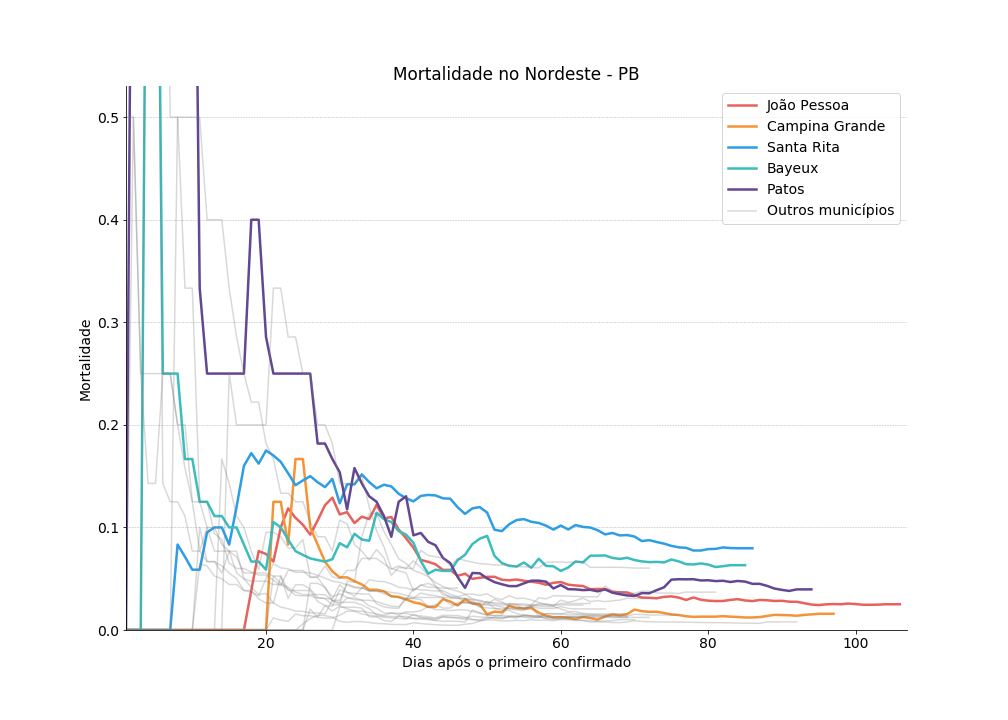 Mortalidade no Nordeste - PB
João Pessoa
Campina Grande
Santa Rita
Bayeux
Patos
Outros municípios
0.5
0.4
0.3
0.2
0.1
0.0
Mortalidade
20
40
60
80
100
Dias após o primeiro confirmado